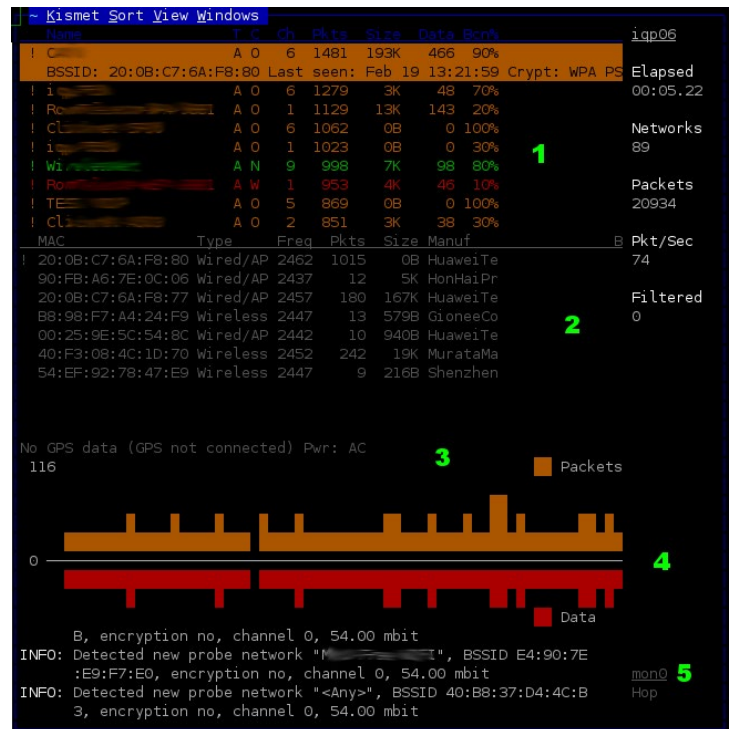 ~ Kismet Sort View Windows
Name T C Ch Pkts Size Data Bcn%
iqp06
! A O 6 1481 193K 466 90%
BSSID: 20:0B:C7:6A:F8:80 Last seen: Feb 19 13:21:59 Crypt: WPA PS
Elapsed
! A O 6 1279 3K 48 70%
00:05.22
! A O 1 1129 13K 143 20%
! A O 6 1062 0B 0 100%
Networks
! A O 1 1023 0B 0 30%
89
1
! A N 9 998 7K 98 80%
! A W 1 953 4K 46 10%
Packets
! A O 5 869 0B 0 100%
20934
! A O 2 851 3K 38 30%
MAC Type Freq Pkts Size Manuf B
Pkt/Sec
! 20:0B:C7:6A:F8:80 Wired/AP 2462 1015 0B HuaweiTe
74
90:FB:A6:7E:0C:06 Wired/AP 2437 12 5K HonHaiPr
20:0B:C7:6A:F8:77 Wired/AP 2457 180 167K HuaweiTe
Filtered
B8:98:F7:A4:24:F9 Wireless 2447 13 579B GioneeCo
0
2
00:25:9E:5C:54:8C Wired/AP 2442 10 940B HuaweiTe
40:F3:08:4C:1D:70 Wireless 2452 242 19K MurataMa
54:EF:92:78:47:E9 Wireless 2447 9 216B Shenzhen
No GPS data (GPS not connected) Pwr: AC
3
116
Packets
0
4
Data
B, encryption no, channel 0, 54.00 mbit
INFO: Detected new probe network " ", BSSID E4:90:7E
:E9:F7:E0, encryption no, channel 0, 54.00 mbit
mon0
5
INFO: Detected new probe network "<Any>", BSSID 40:B8:37:D4:4C:B
Hop
3, encryption no, channel 0, 54.00 mbit